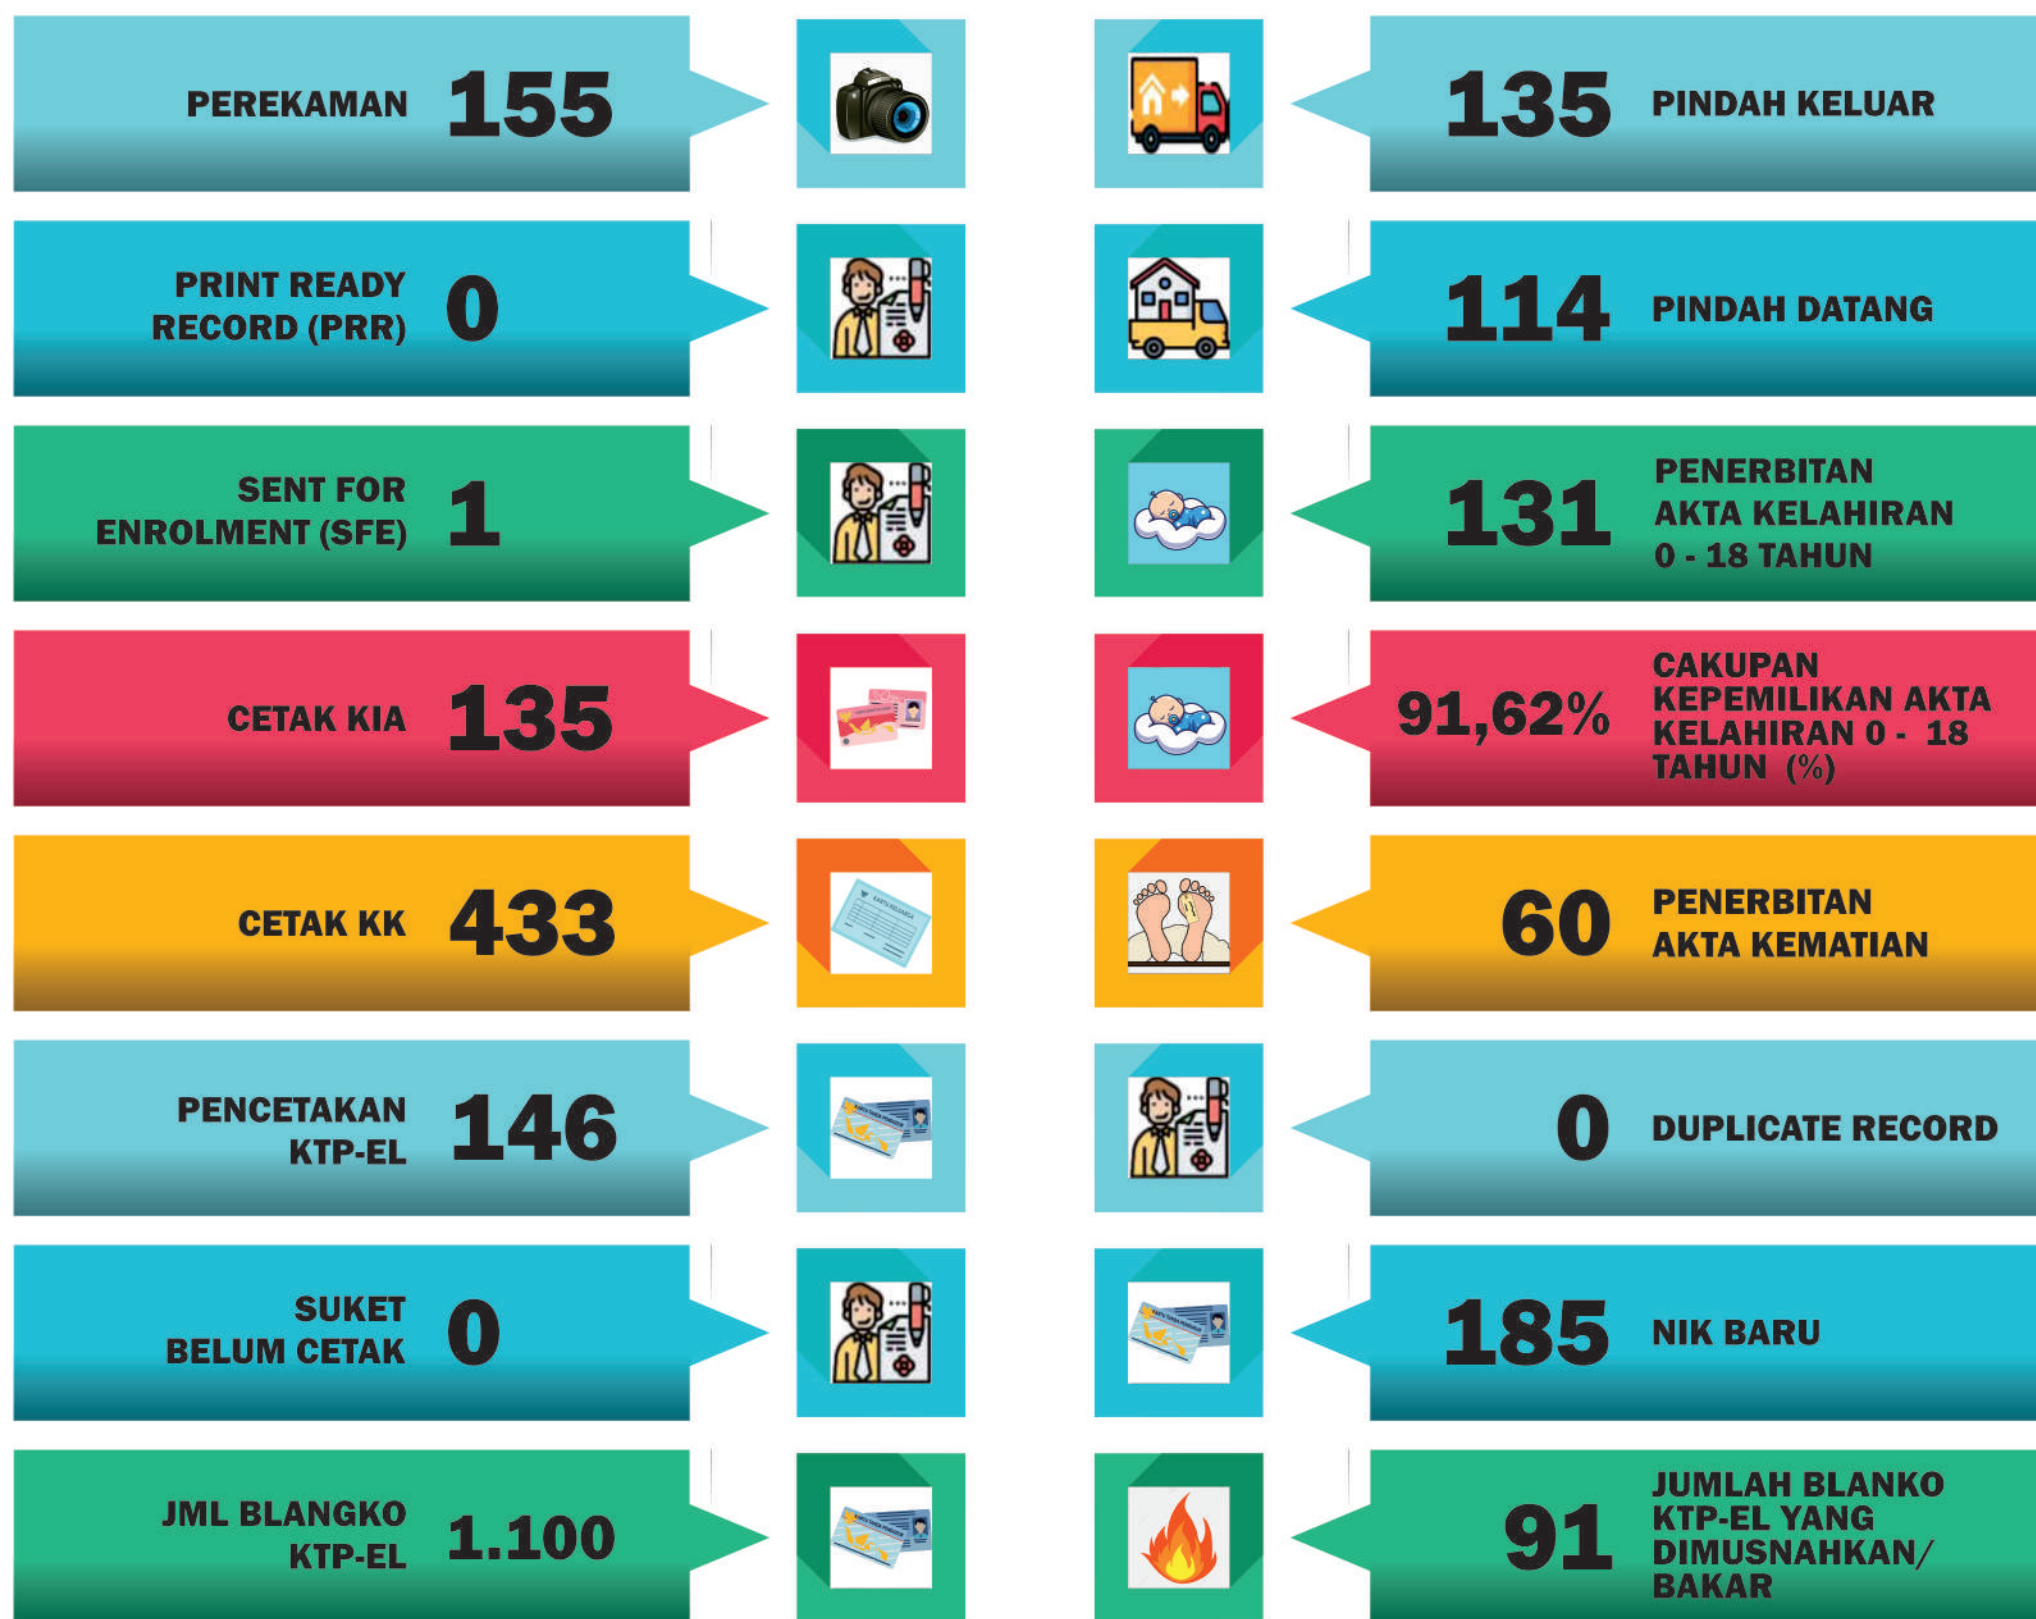 PEREKAMAN 155
135 PINDAH KELUAR
PRINT READY
RECORD (PRR) 0
114 PINDAH DATANG
SENT FOR
ENROLMENT (SFE) 1
131 PENERBITAN
AKTA KELAHIRAN
0 - 18 TAHUN
CETAK KIA 135
91,62% CAKUPAN
KEPEMILIKAN AKTA
KELAHIRAN 0 - 18
TAHUN (%)
CETAK KK 433
KARTU KELUARGA
60 PENERBITAN
AKTA KEMATIAN
PENCETAKAN
KTP-EL 146
0 DUPLICATE RECORD
SUKET
BELUM CETAK 0
185 NIK BARU
JML BLANGKO
KTP-EL 1.100
91 JUMLAH BLANKO
KTP-EL YANG
DIMUSNAHKAN/
BAKAR